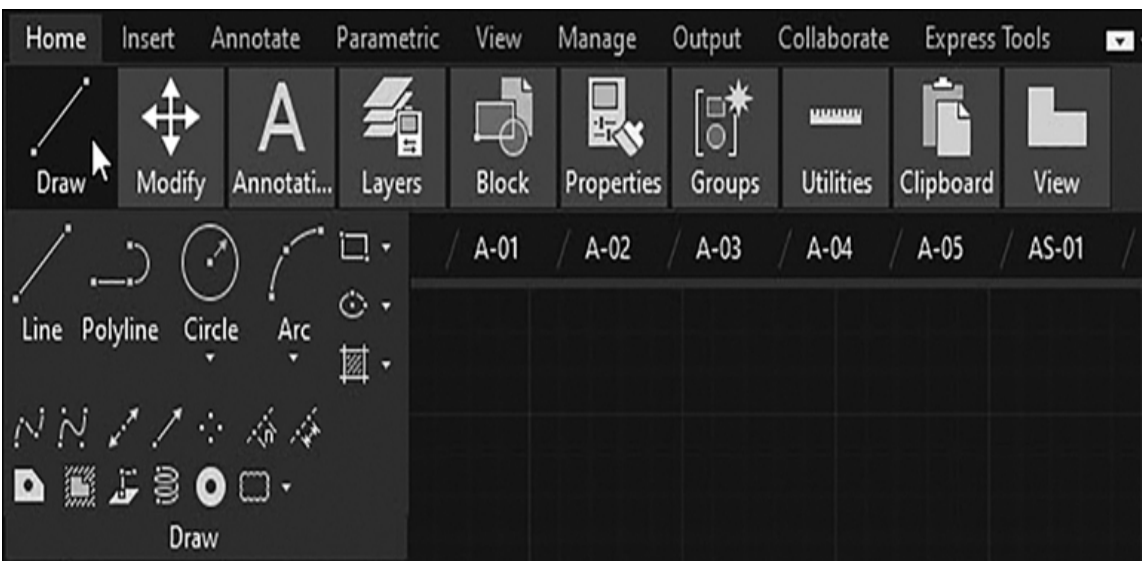 Home Insert Annotate Parametric View Manage Output Collaborate Express Tools
Draw Modify Annotati... Layers Block Properties Groups Utilities Clipboard View
A-01 A-02 A-03 A-04 A-05 AS-01
Line Polyline Circle Arc
Draw